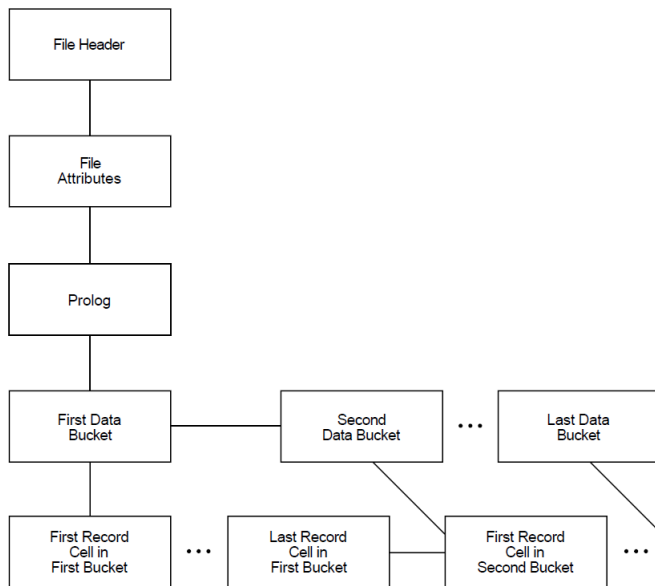 File Header
File
Attributes
Prolog
First Data
Bucket
Second
Data Bucket
•••
Last Data
Bucket
First Record
Cell in
First Bucket
•••
Last Record
Cell in
First Bucket
First Record
Cell in
Second Bucket
•••